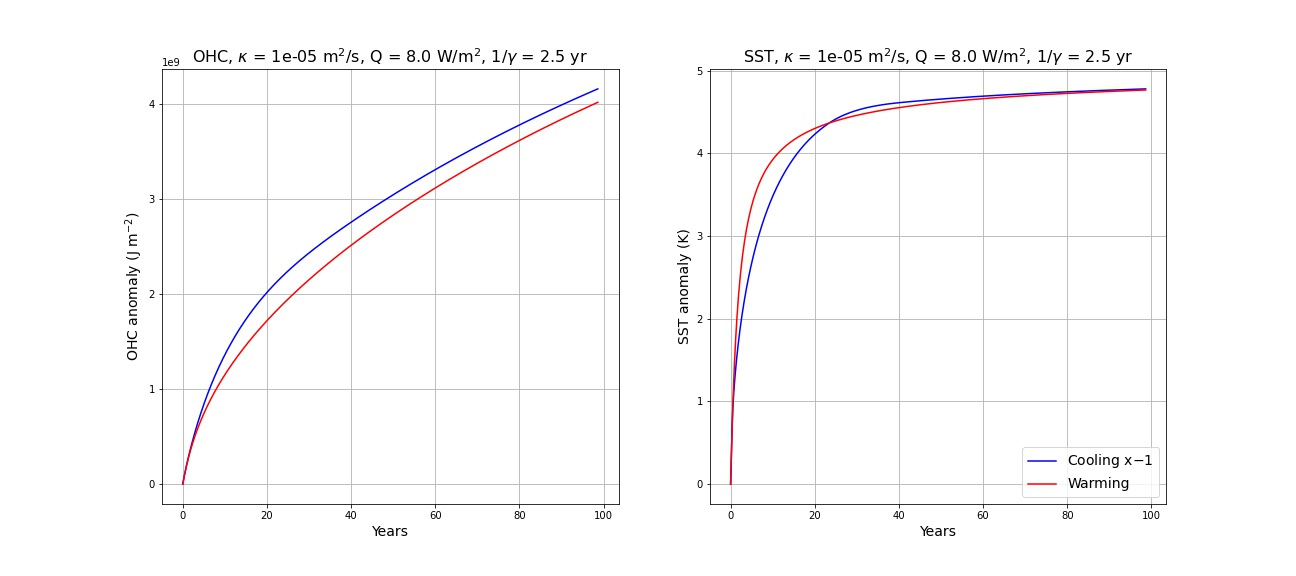 OHC, κ = 1e-05 m²/s, Q = 8.0 W/m², 1/γ = 2.5 yr
1e9
4
3
2
1
0
OHC anomaly (J m⁻²)
0 20 40 60 80 100
Years
SST, κ = 1e-05 m²/s, Q = 8.0 W/m², 1/γ = 2.5 yr
5
4
3
2
1
0
SST anomaly (K)
Cooling x−1
Warming
0 20 40 60 80 100
Years